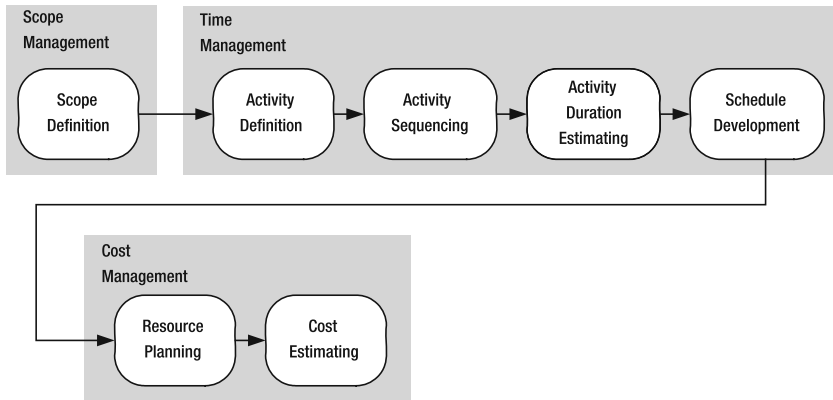 Scope
Management
Scope
Definition
Time
Management
Activity
Definition
Activity
Sequencing
Activity
Duration
Estimating
Schedule
Development
Cost
Management
Resource
Planning
Cost
Estimating